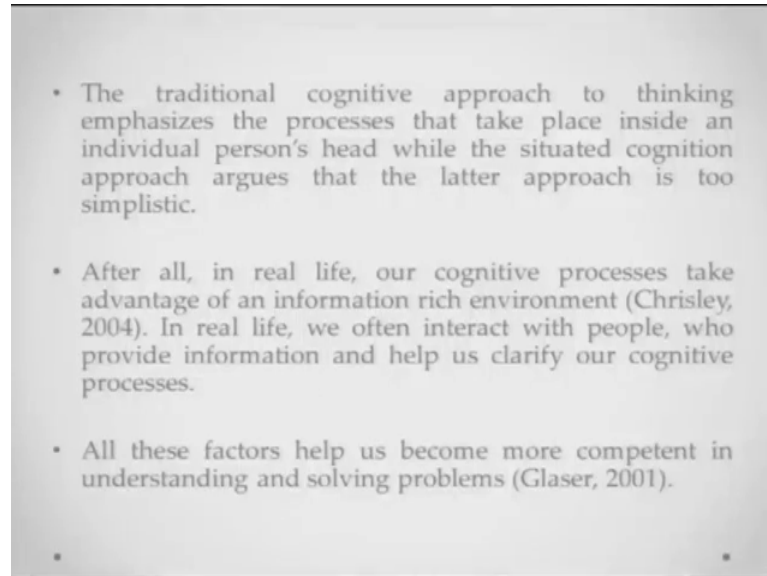 • The traditional cognitive approach to thinking
emphasizes the processes that take place inside an
individual person's head while the situated cognition
approach argues that the latter approach is too
simplistic.
• After all, in real life, our cognitive processes take
advantage of an information rich environment (Chrisley,
2004). In real life, we often interact with people, who
provide information and help us clarify our cognitive
processes.
• All these factors help us become more competent in
understanding and solving problems (Glaser, 2001).